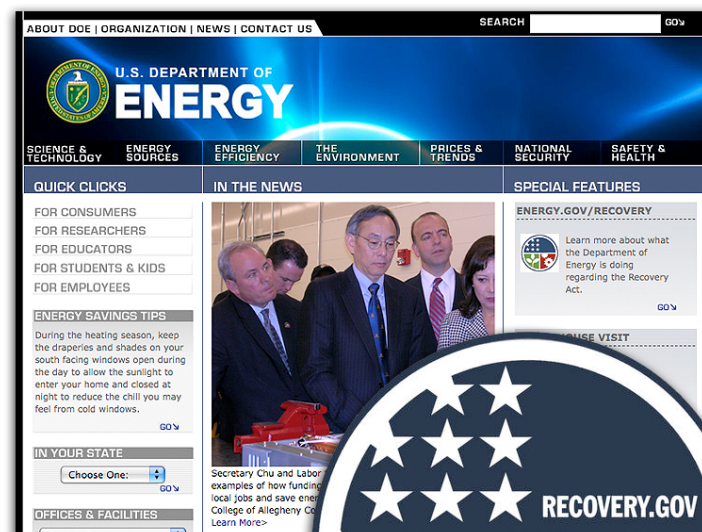 ABOUT DOE | ORGANIZATION | NEWS | CONTACT US
SEARCH
GO
U.S. DEPARTMENT OF
ENERGY
SCIENCE &
TECHNOLOGY
ENERGY
SOURCES
ENERGY
EFFICIENCY
THE
ENVIRONMENT
PRICES &
TRENDS
NATIONAL
SECURITY
SAFETY &
HEALTH
QUICK CLICKS
FOR CONSUMERS
FOR RESEARCHERS
FOR EDUCATORS
FOR STUDENTS & KIDS
FOR EMPLOYEES
ENERGY SAVINGS TIPS
During the heating season, keep
the draperies and shades on your
south facing windows open during
the day to allow the sunlight to
enter your home and closed at
night to reduce the chill you may
feel from cold windows.
GO
IN YOUR STATE
Choose One:
GO
OFFICES & FACILITIES
IN THE NEWS
Secretary Chu and Labor
examples of how funding
local jobs and save ener
College of Allegheny Co
Learn More>
SPECIAL FEATURES
ENERGY.GOV/RECOVERY
Learn more about what
the Department of
Energy is doing
regarding the Recovery
Act.
GO
USE VISIT
RECOVERY.GOV